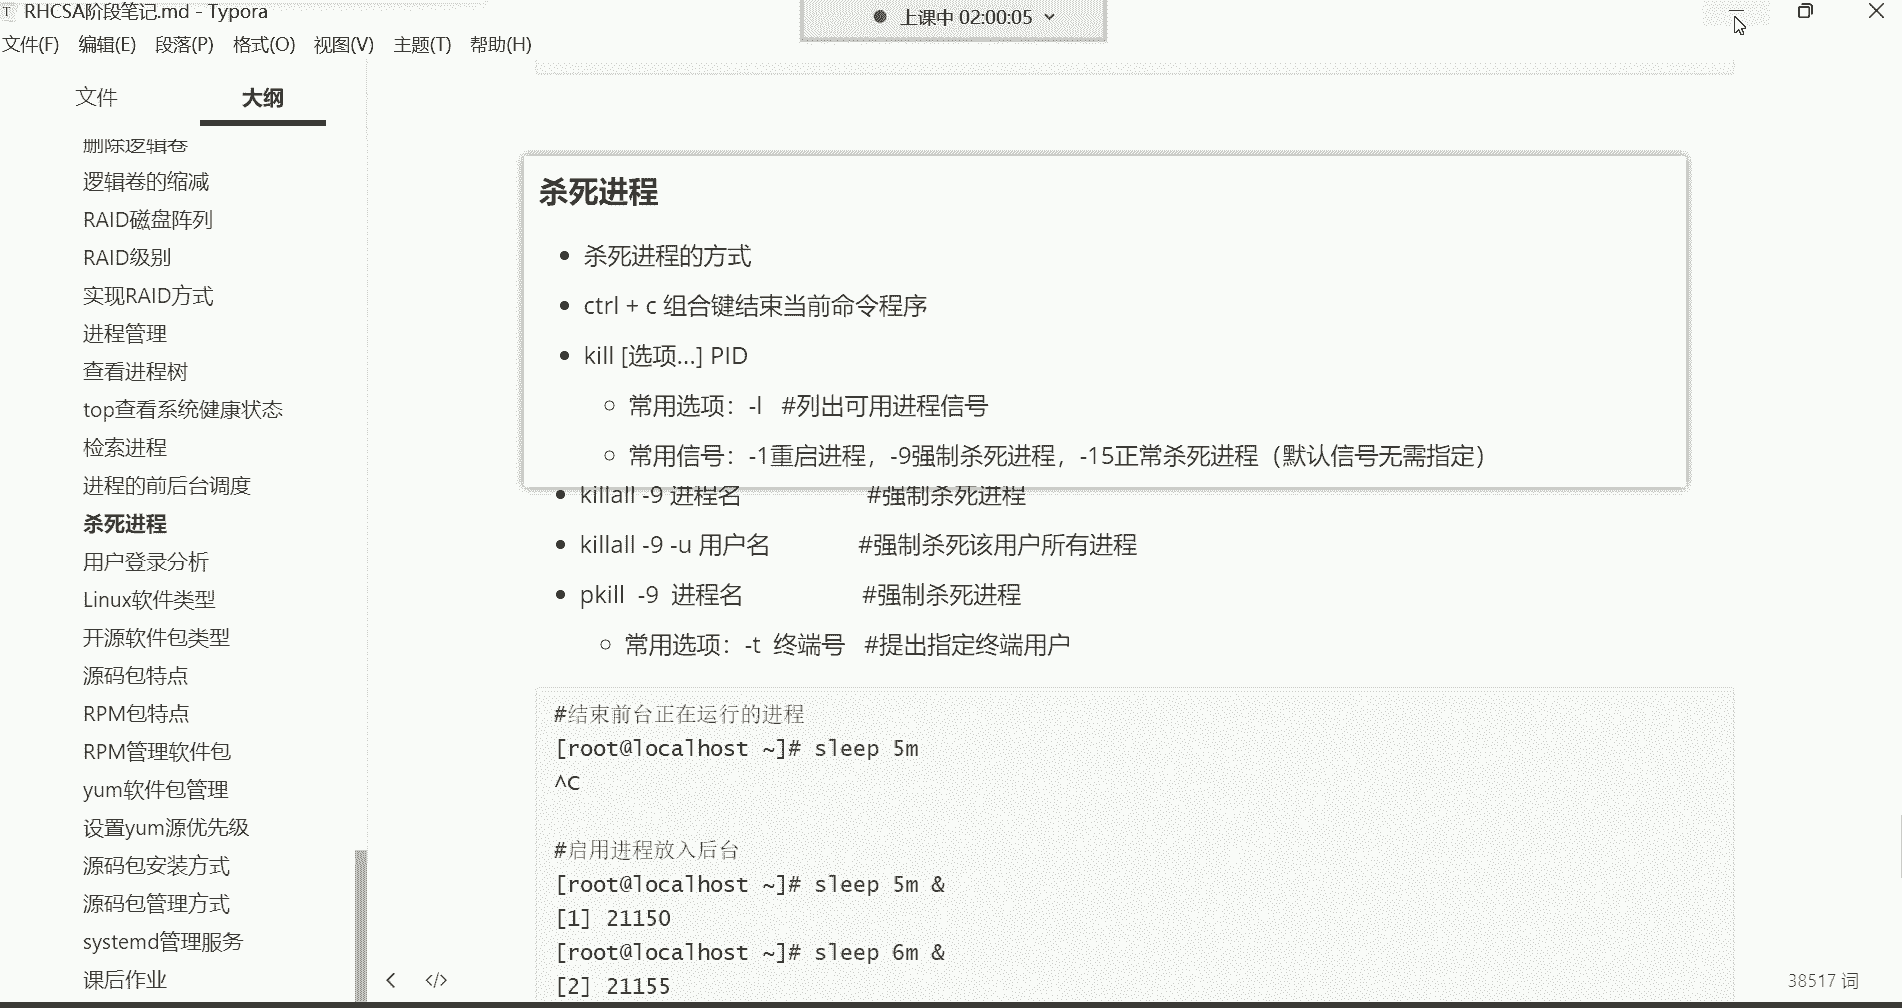 RHCSA阶段笔记.md - Typora
上课中 02:00:05
文件(F) 编辑(E) 段落(P) 格式(O) 视图(V) 主题(T) 帮助(H)
文件 大纲
删除逻辑卷
逻辑卷的缩减
RAID磁盘阵列
RAID级别
实现RAID方式
进程管理
查看进程树
top查看系统健康状态
检索进程
进程的前后台调度
杀死进程
用户登录分析
Linux软件类型
开源软件包类型
源码包特点
RPM包特点
RPM管理软件包
yum软件包管理
设置yum源优先级
源码包安装方式
源码包管理方式
systemd管理服务
课后作业
杀死进程
杀死进程的方式
ctrl + c 组合键结束当前命令程序
kill [选项...] PID
常用选项：-l #列出可用进程信号
常用信号：-1重启进程，-9强制杀死进程，-15正常杀死进程（默认信号无需指定）
killall -9 进程名 #强制杀死进程
killall -9 -u 用户名 #强制杀死该用户所有进程
pkill -9 进程名 #强制杀死进程
常用选项：-t 终端号 #提出指定终端用户
#结束前台正在运行的进程
[root@localhost ~]# sleep 5m
^C
#启用进程放入后台
[root@localhost ~]# sleep 5m &
[1] 21150
[root@localhost ~]# sleep 6m &
[2] 21155
38517 词